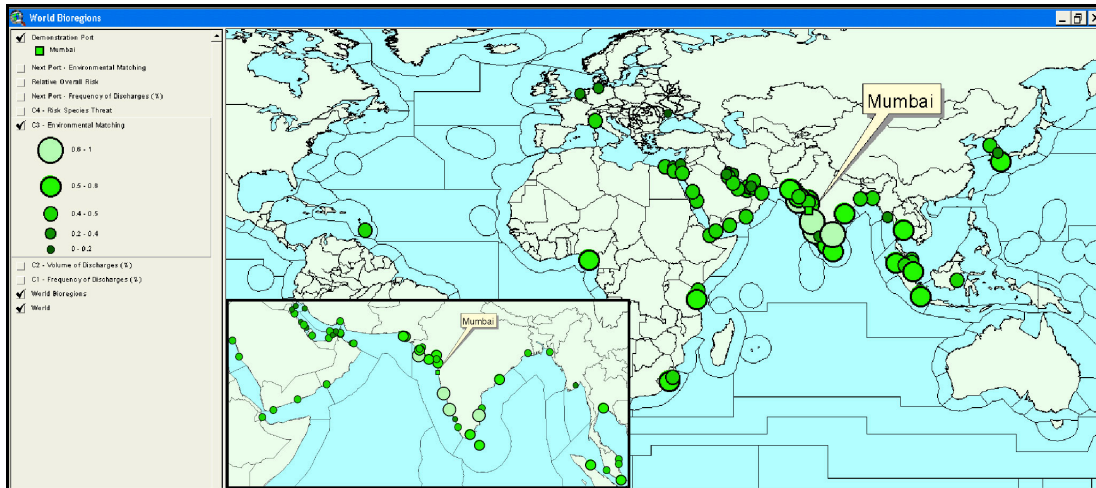 World Bioregions
Demonstration Port
Mumbai
Next Port - Environmental Matching
Relative Overall Risk
Next Port - Frequency of Discharges (%)
C4 - Risk Species Threat
C3 - Environmental Matching
0.6 - 1
0.5 - 0.8
0.4 - 0.5
0.2 - 0.4
0 - 0.2
C2 - Volume of Discharges (%)
C1 - Frequency of Discharges (%)
World Bioregions
World
Mumbai
Mumbai